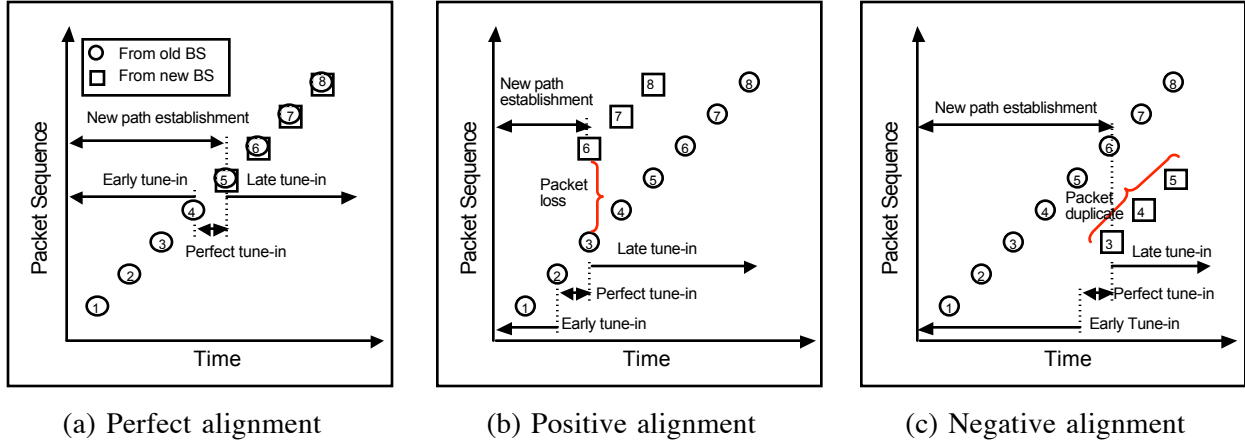 From old BS
From new BS
New path establishment
Early tune-in
Late tune-in
Perfect tune-in
1
2
3
4
5
6
7
8
Packet Sequence
Time
(a) Perfect alignment
New path
establishment
Packet
loss
Late tune-in
Perfect tune-in
Early tune-in
1
2
3
4
5
6
7
8
6
7
8
Packet Sequence
Time
(b) Positive alignment
New path establishment
Packet
duplicate
Late tune-in
Perfect tune-in
Early Tune-in
1
2
3
4
5
6
7
8
3
4
5
Packet Sequence
Time
(c) Negative alignment